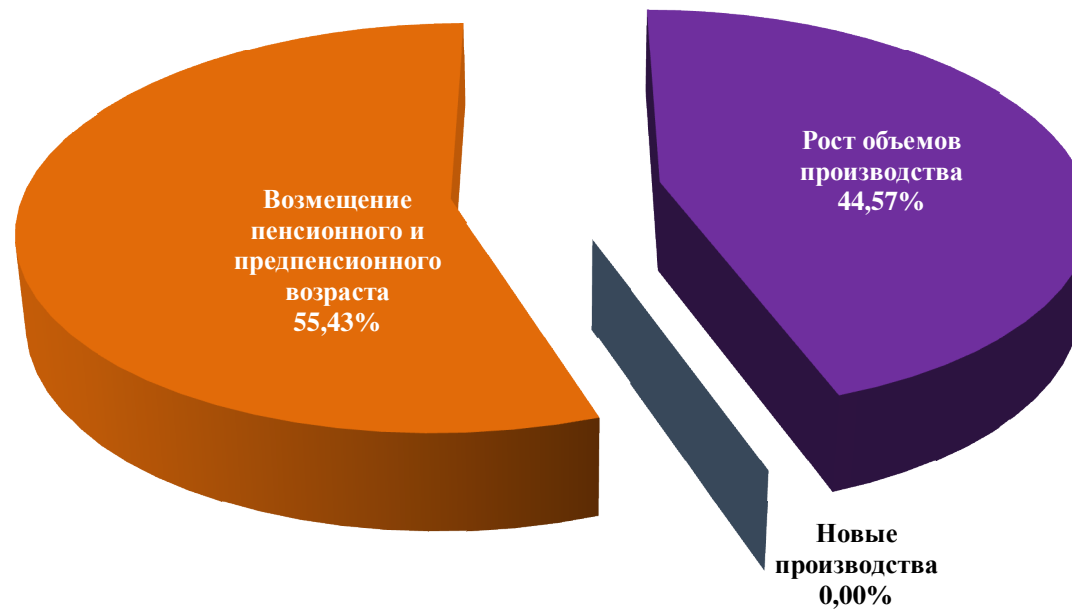 Рост объемов
производства
44,57%
Возмещение
пенсионного и
предпенсионного
возраста
55,43%
Новые
производства
0,00%